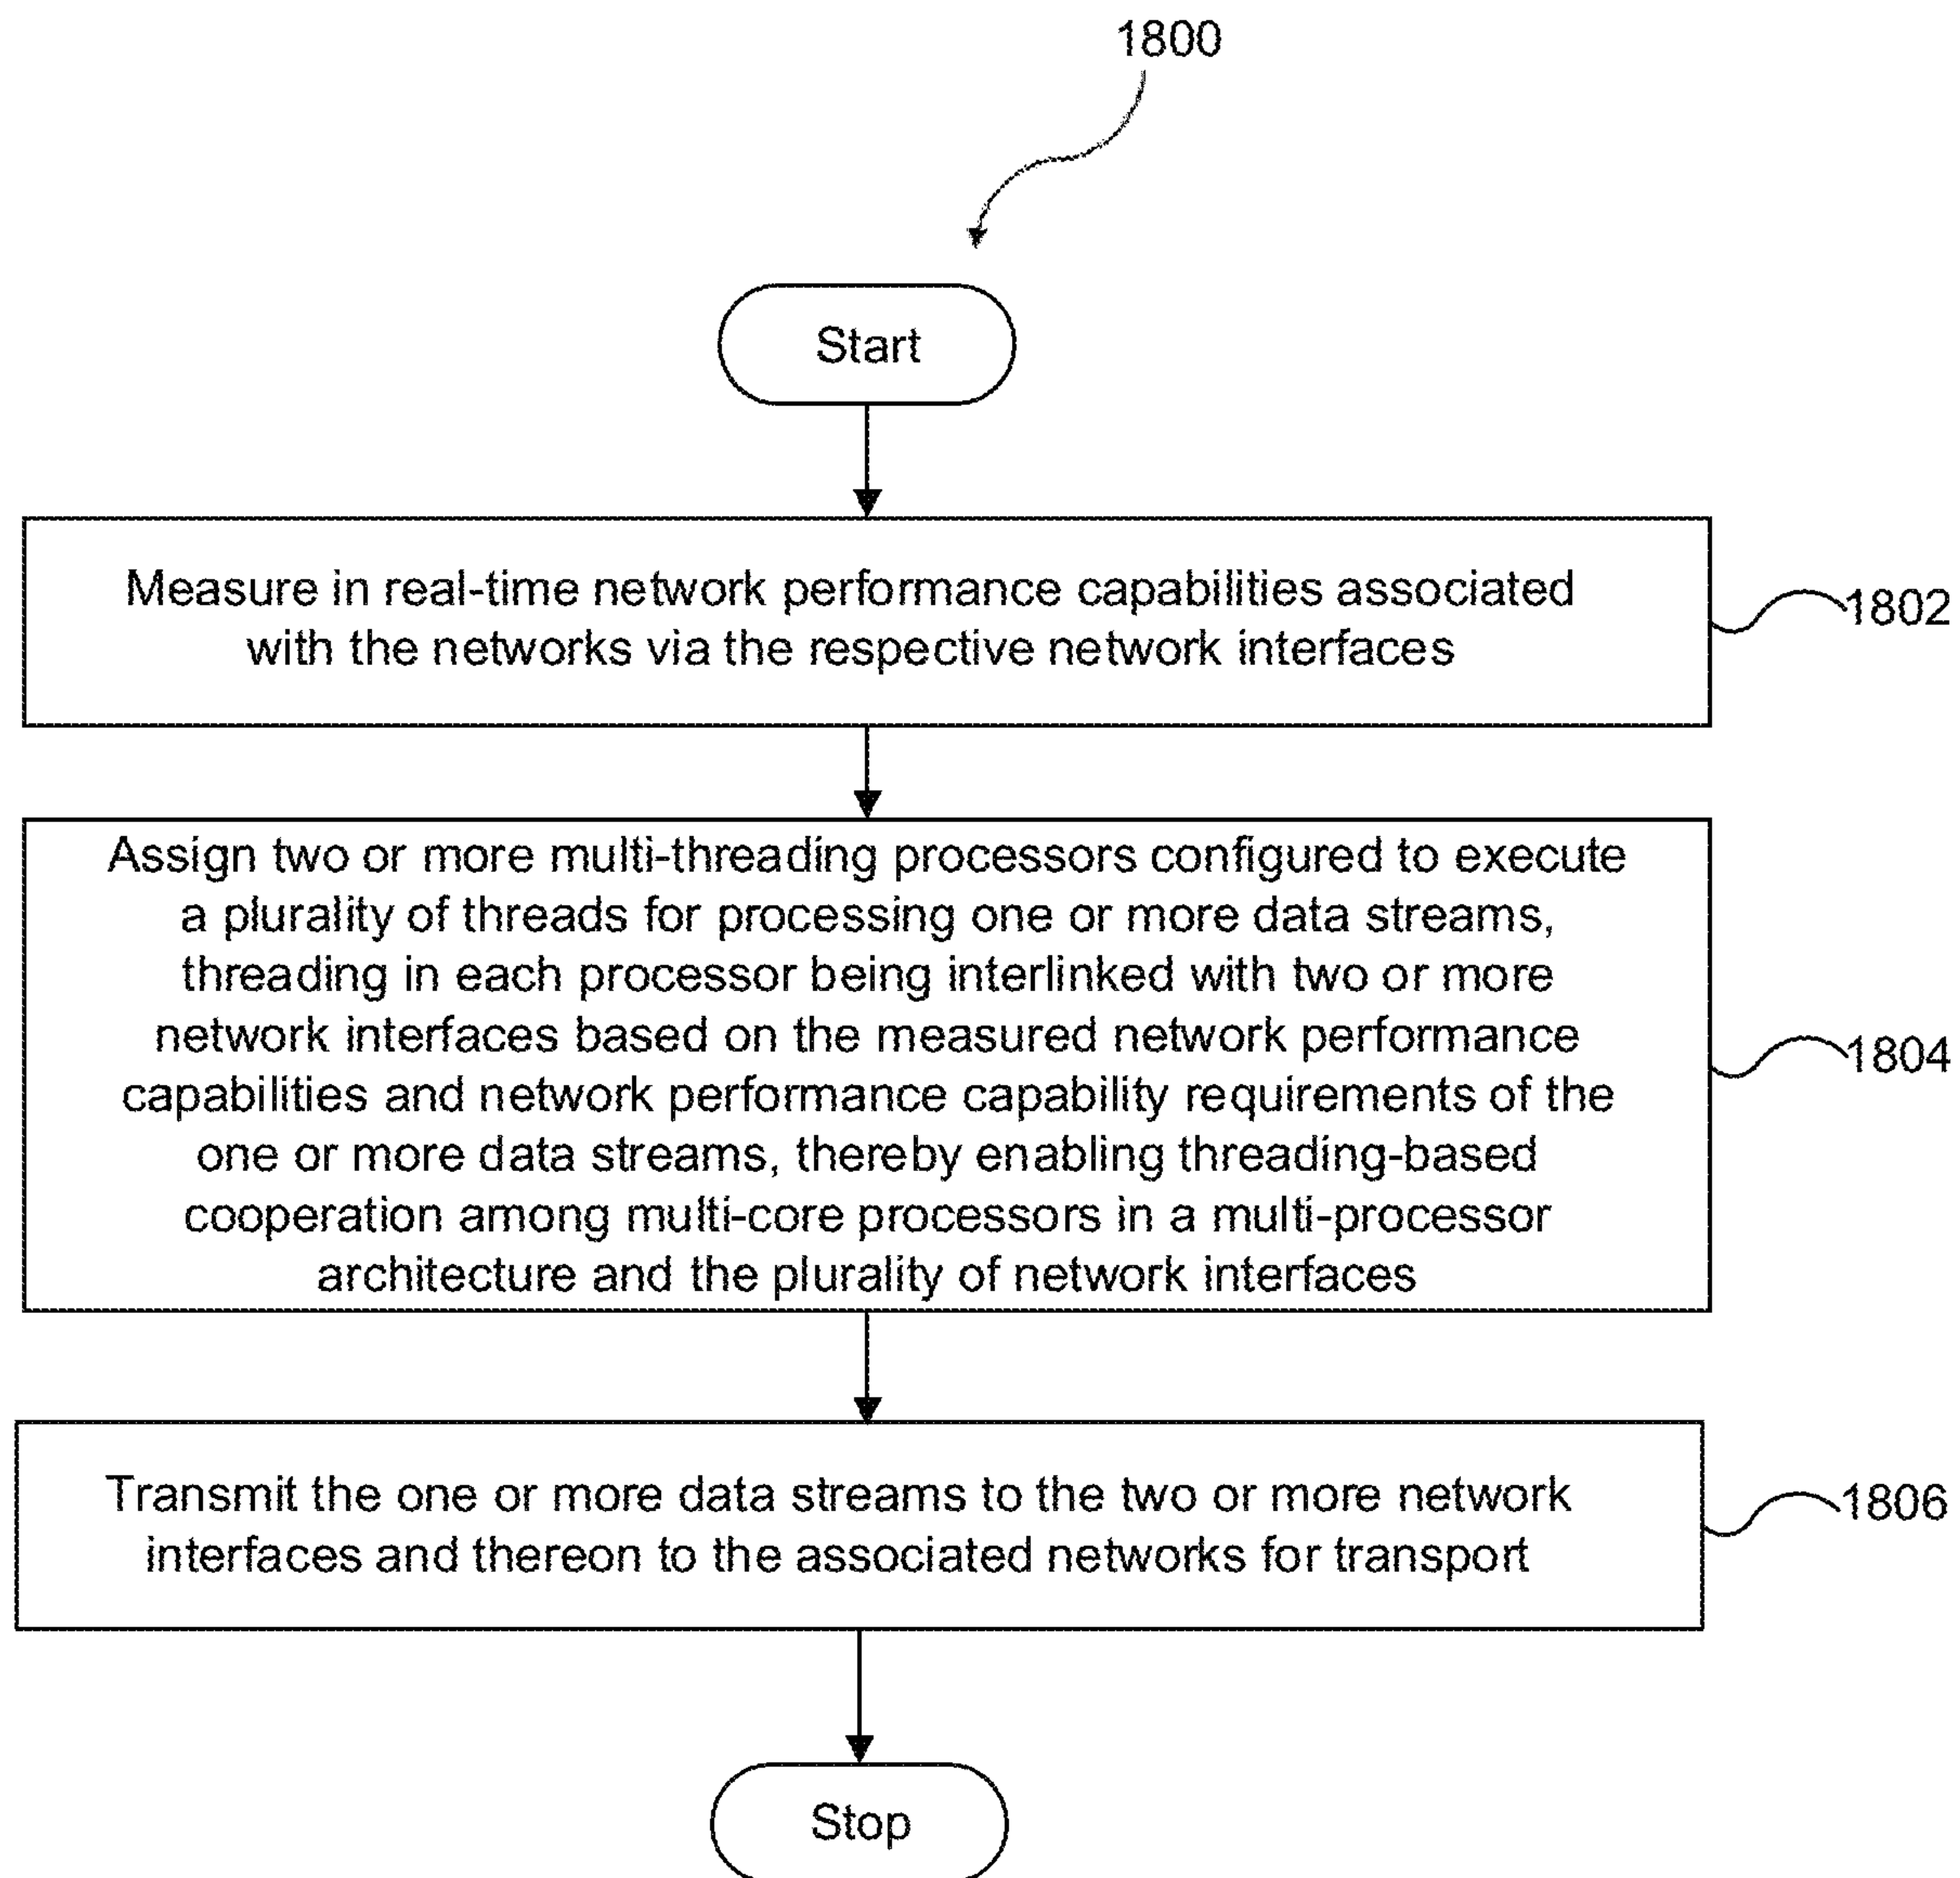 1800
Start
Measure in real-time network performance capabilities associated
with the networks via the respective network interfaces
1802
Assign two or more multi-threading processors configured to execute
a plurality of threads for processing one or more data streams,
threading in each processor being interlinked with two or more
network interfaces based on the measured network performance
capabilities and network performance capability requirements of the
one or more data streams, thereby enabling threading-based
cooperation among multi-core processors in a multi-processor
architecture and the plurality of network interfaces
1804
Transmit the one or more data streams to the two or more network
interfaces and thereon to the associated networks for transport
1806
Stop